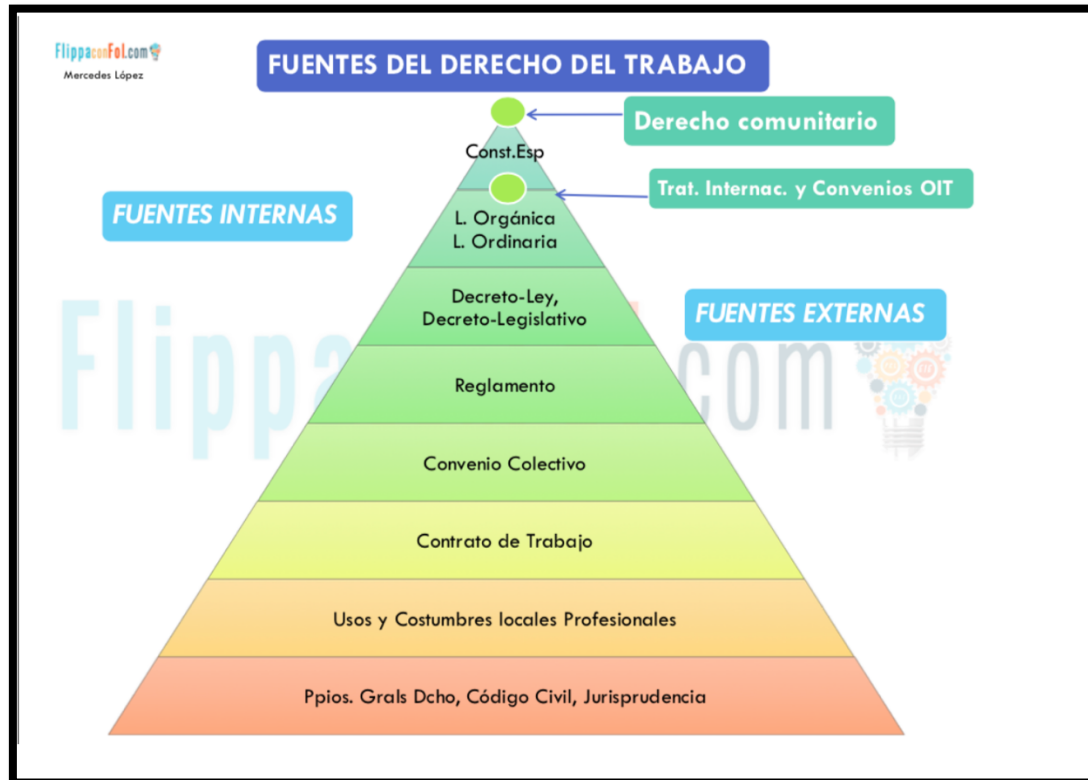 FlippaconFol.com
Mercedes López
FUENTES DEL DERECHO DEL TRABAJO
Derecho comunitario
Const.Esp
Trat. Internac. y Convenios OIT
FUENTES INTERNAS
L. Orgánica
L. Ordinaria
Decreto-Ley,
Decreto-Legislativo
FUENTES EXTERNAS
Reglamento
Convenio Colectivo
Contrato de Trabajo
Usos y Costumbres locales Profesionales
Ppios. Grals Dcho, Código Civil, Jurisprudencia